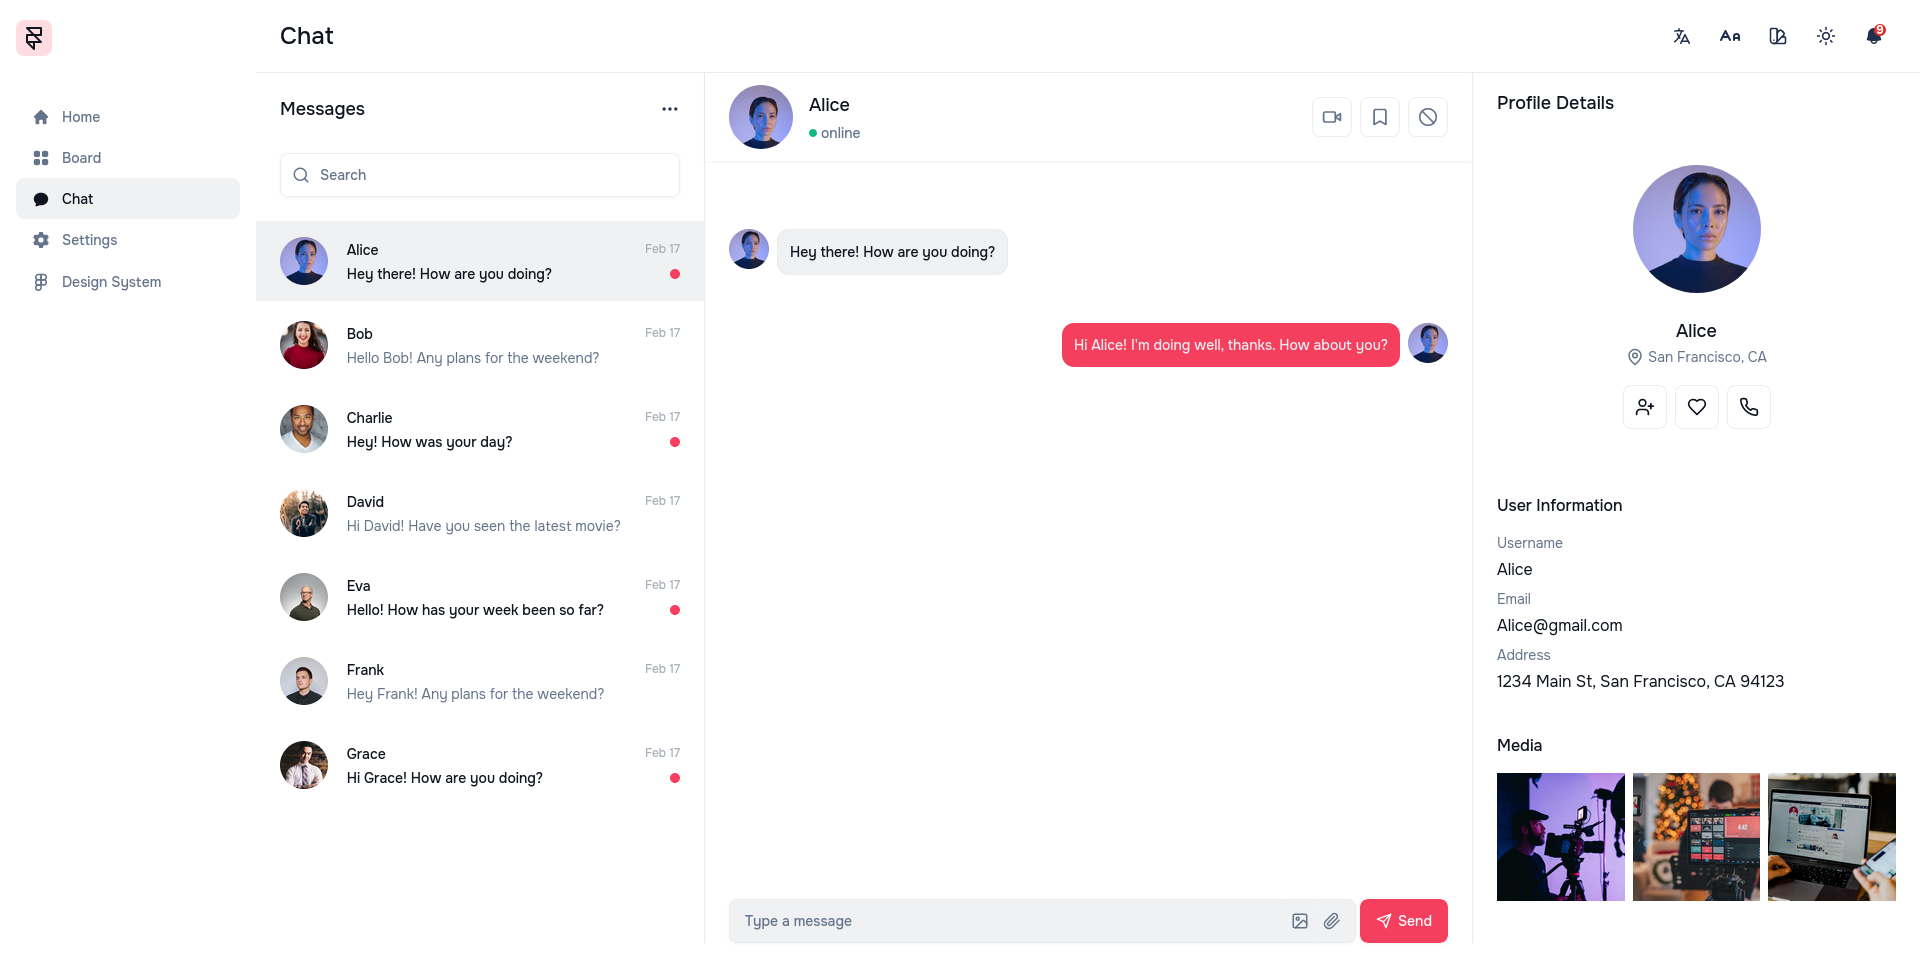 Chat
9
Home
Board
Chat
Settings
Design System
Messages
Search
Alice
Feb 17
Hey there! How are you doing?
Bob
Feb 17
Hello Bob! Any plans for the weekend?
Charlie
Feb 17
Hey! How was your day?
David
Feb 17
Hi David! Have you seen the latest movie?
Eva
Feb 17
Hello! How has your week been so far?
Frank
Feb 17
Hey Frank! Any plans for the weekend?
Grace
Feb 17
Hi Grace! How are you doing?
Alice
online
Hey there! How are you doing?
Hi Alice! I'm doing well, thanks. How about you?
Type a message
Send
Profile Details
Alice
San Francisco, CA
User Information
Username
Alice
Email
Alice@gmail.com
Address
1234 Main St, San Francisco, CA 94123
Media